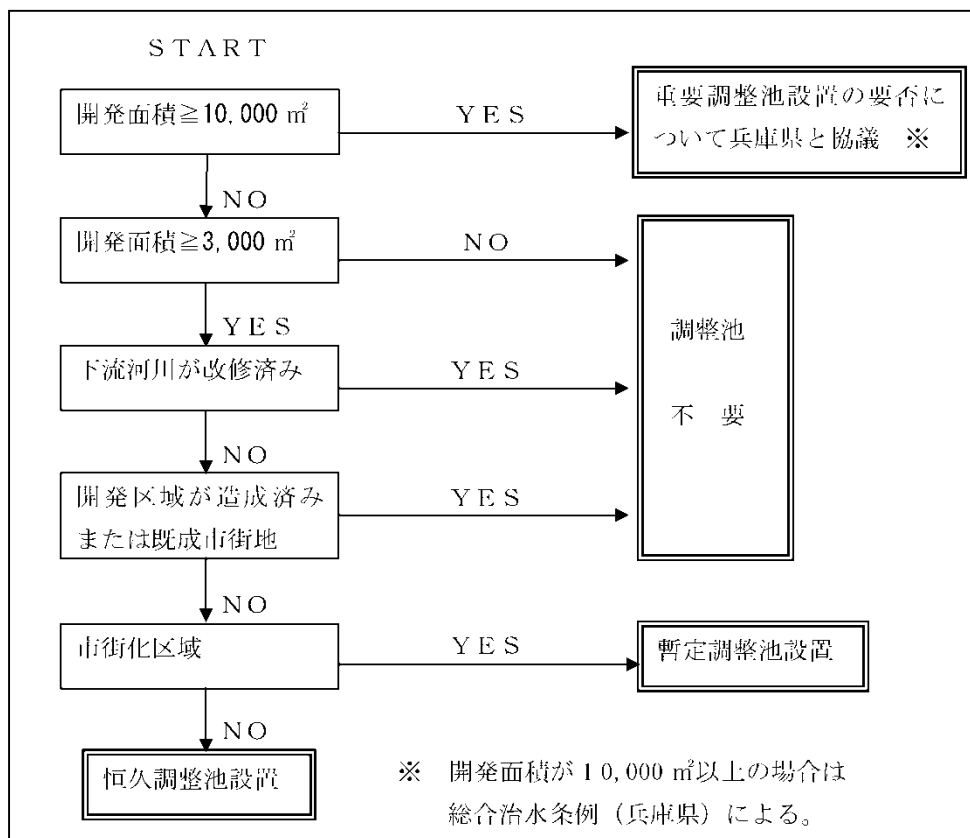 START
開発面積≧10,000 ㎡
YES
重要調整池設置の要否に
ついて兵庫県と協議 ※
NO
開発面積≧3,000 ㎡
NO
調整池
不 要
YES
下流河川が改修済み
YES
NO
開発区域が造成済み
または既成市街地
YES
NO
市街化区域
YES
暫定調整池設置
NO
恒久調整池設置
※ 開発面積が10,000 ㎡以上の場合は
総合治水条例(兵庫県)による。